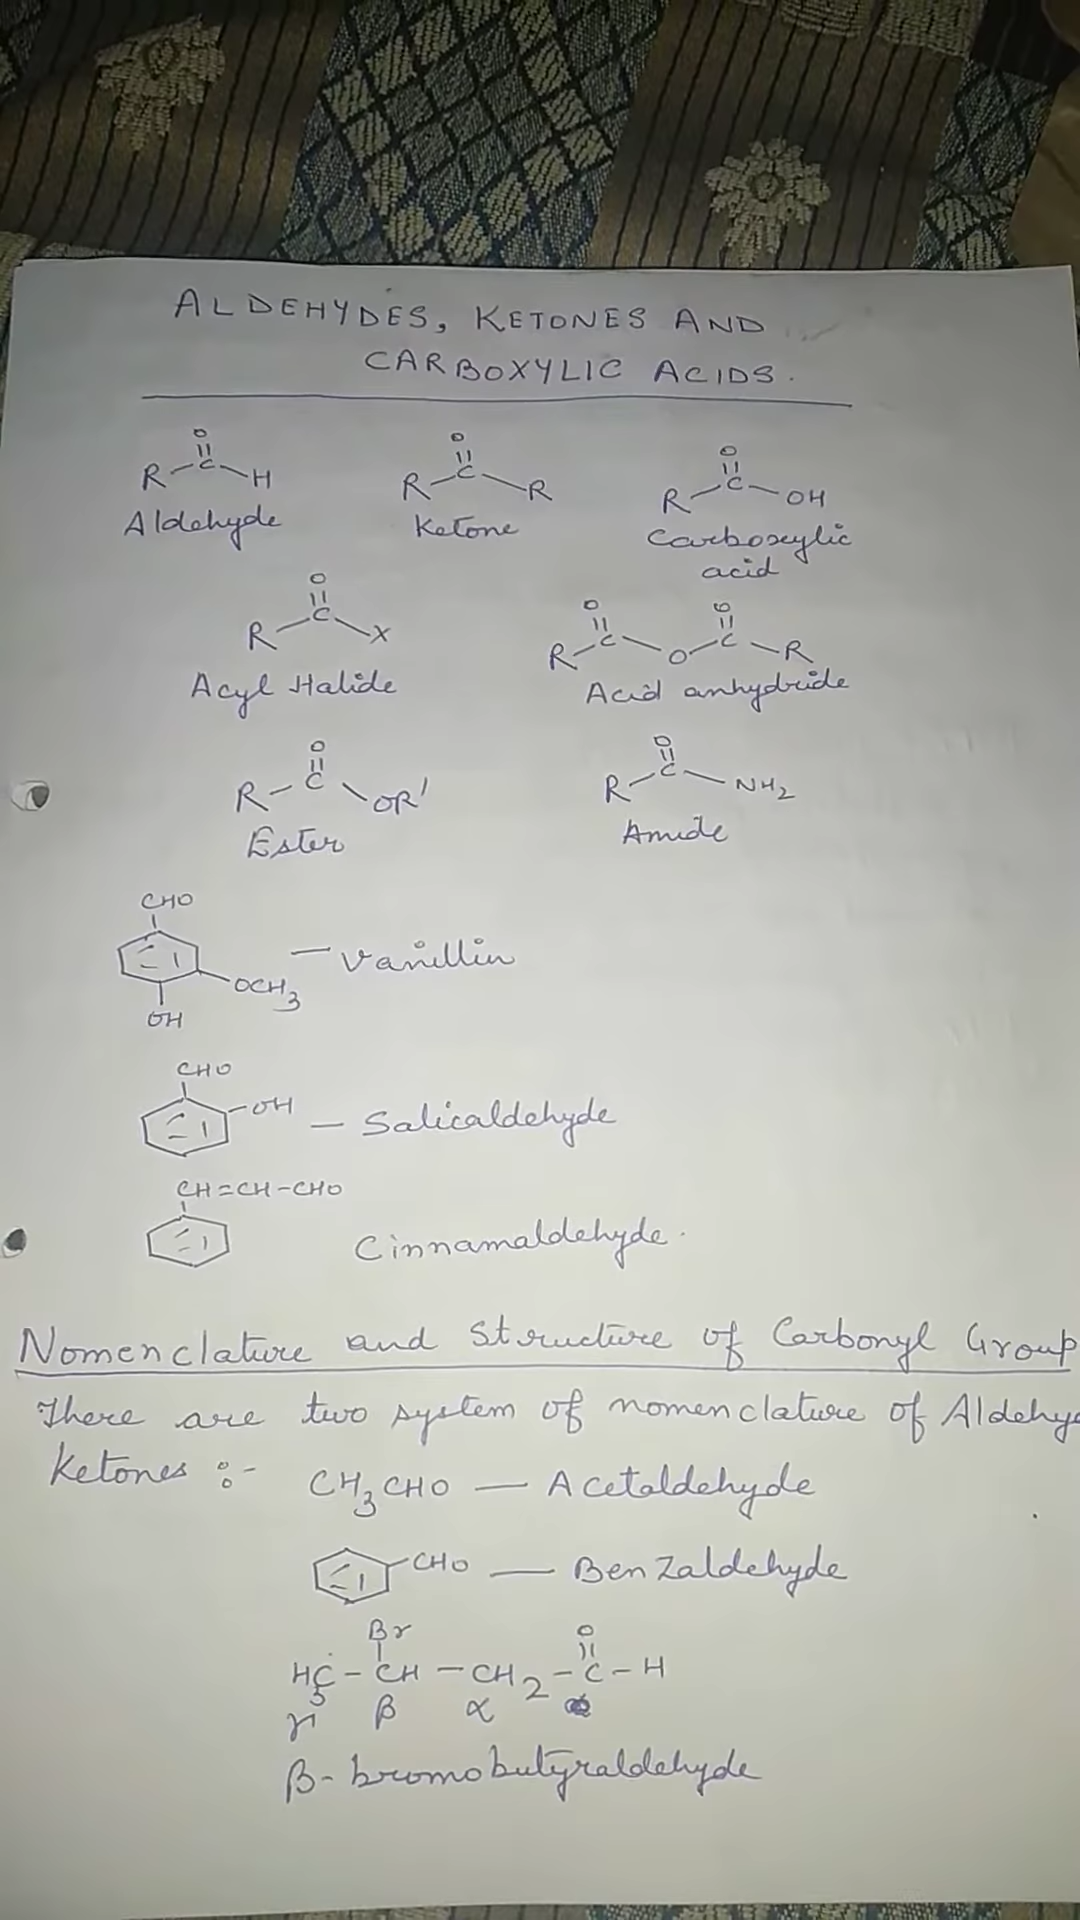 ALDEHYDES, KETONES AND
CARBOXYLIC ACIDS.
O O O
R-C-H R-C-R R-C-OH
Aldehyde Ketone Carboxylic
acid
O O O
R-C-X R-C-O-C-R
Acyl Halide Acid anhydride
O O
R-C-OR' R-C-NH2
Ester Amide
CHO
— Vanillin
OCH3
OH
CHO
OH — Salicaldehyde
CH=CH-CHO
Cinnamaldehyde.
Nomenclature and Structure of Carbonyl Group
There are two system of nomenclature of Aldehy
Ketones :- CH3CHO — Acetaldehyde
CHO — Benzaldehyde
Br O
H3C-CH-CH2-C-H
γ β α
β-bromobutyraldehyde